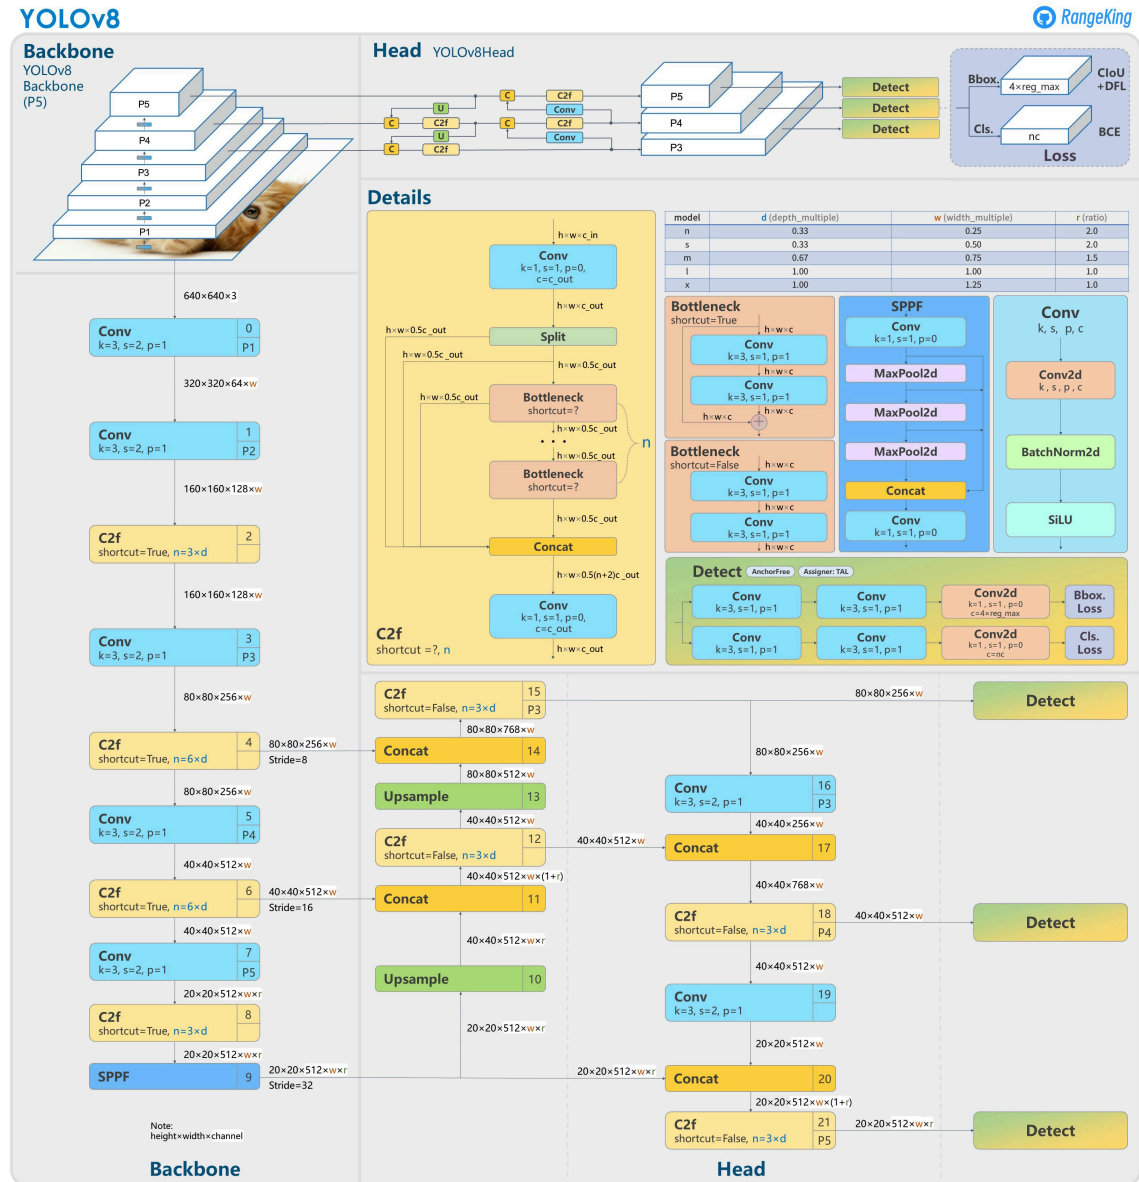 YOLOv8
RangeKing
Backbone
YOLOv8
Backbone
(P5)
P5
P4
P3
P2
P1
Head YOLOv8Head
C
C2f
U
Conv
C
C2f
C
C2f
U
Conv
C
C2f
P5
P4
P3
Detect
Detect
Detect
Bbox.
4×reg_max
CIoU
+DFL
Cls.
nc
BCE
Loss
Details
h×w×c_in
Conv
k=1, s=1, p=0,
c=c_out
h×w×c_out
h×w×0.5c_out
Split
h×w×0.5c_out
h×w×0.5c_out
h×w×0.5c_out
Bottleneck
shortcut=?
h×w×0.5c_out
· · ·
n
h×w×0.5c_out
Bottleneck
shortcut=?
h×w×0.5c_out
Concat
h×w×0.5(n+2)c_out
Conv
k=1, s=1, p=0,
c=c_out
h×w×c_out
C2f
shortcut =?, n
model d (depth_multiple) w (width_multiple) r (ratio)
n 0.33 0.25 2.0
s 0.33 0.50 2.0
m 0.67 0.75 1.5
l 1.00 1.00 1.0
x 1.00 1.25 1.0
Bottleneck
shortcut=True
h×w×c
Conv
k=3, s=1, p=1
h×w×c
Conv
k=3, s=1, p=1
h×w×c
h×w×c
+
Bottleneck
shortcut=False
h×w×c
Conv
k=3, s=1, p=1
h×w×c
Conv
k=3, s=1, p=1
h×w×c
SPPF
Conv
k=1, s=1, p=0
MaxPool2d
MaxPool2d
MaxPool2d
Concat
Conv
k=1, s=1, p=0
Conv
k, s, p, c
Conv2d
k, s, p, c
BatchNorm2d
SiLU
Detect AnchorFree Assigner: TAL
Conv
k=3, s=1, p=1
Conv
k=3, s=1, p=1
Conv2d
k=1, s=1, p=0
c=4×reg_max
Bbox.
Loss
Conv
k=3, s=1, p=1
Conv
k=3, s=1, p=1
Conv2d
k=1, s=1, p=0
c=nc
Cls.
Loss
640×640×3
Conv 0
k=3, s=2, p=1 P1
320×320×64×w
Conv 1
k=3, s=2, p=1 P2
160×160×128×w
C2f 2
shortcut=True, n=3×d
160×160×128×w
Conv 3
k=3, s=2, p=1 P3
80×80×256×w
C2f 4
shortcut=True, n=6×d
80×80×256×w
Stride=8
80×80×256×w
Conv 5
k=3, s=2, p=1 P4
40×40×512×w
C2f 6
shortcut=True, n=6×d
40×40×512×w
Stride=16
40×40×512×w
Conv 7
k=3, s=2, p=1 P5
20×20×512×w×r
C2f 8
shortcut=True, n=3×d
20×20×512×w×r
SPPF 9
20×20×512×w×r
Stride=32
Note:
height×width×channel
Backbone
C2f 15
shortcut=False, n=3×d P3
80×80×768×w
Concat 14
80×80×512×w
Upsample 13
40×40×512×w
C2f 12
shortcut=False, n=3×d
40×40×512×w×(1+r)
Concat 11
40×40×512×w×r
Upsample 10
20×20×512×w×r
80×80×256×w
Detect
80×80×256×w
Conv 16
k=3, s=2, p=1 P3
40×40×256×w
40×40×512×w
Concat 17
40×40×768×w
C2f 18
shortcut=False, n=3×d P4
40×40×512×w
Detect
40×40×512×w
Conv 19
k=3, s=2, p=1
20×20×512×w
20×20×512×w×r
Concat 20
20×20×512×w×(1+r)
C2f 21
shortcut=False, n=3×d P5
20×20×512×w×r
Detect
Head